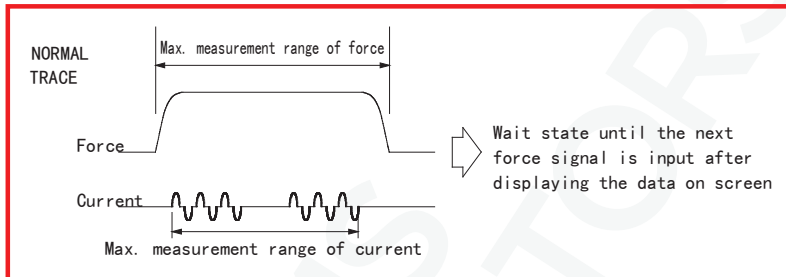 NORMAL
TRACE
Max. measurement range of force
Force
Current
Max. measurement range of current
Wait state until the next
force signal is input after
displaying the data on screen